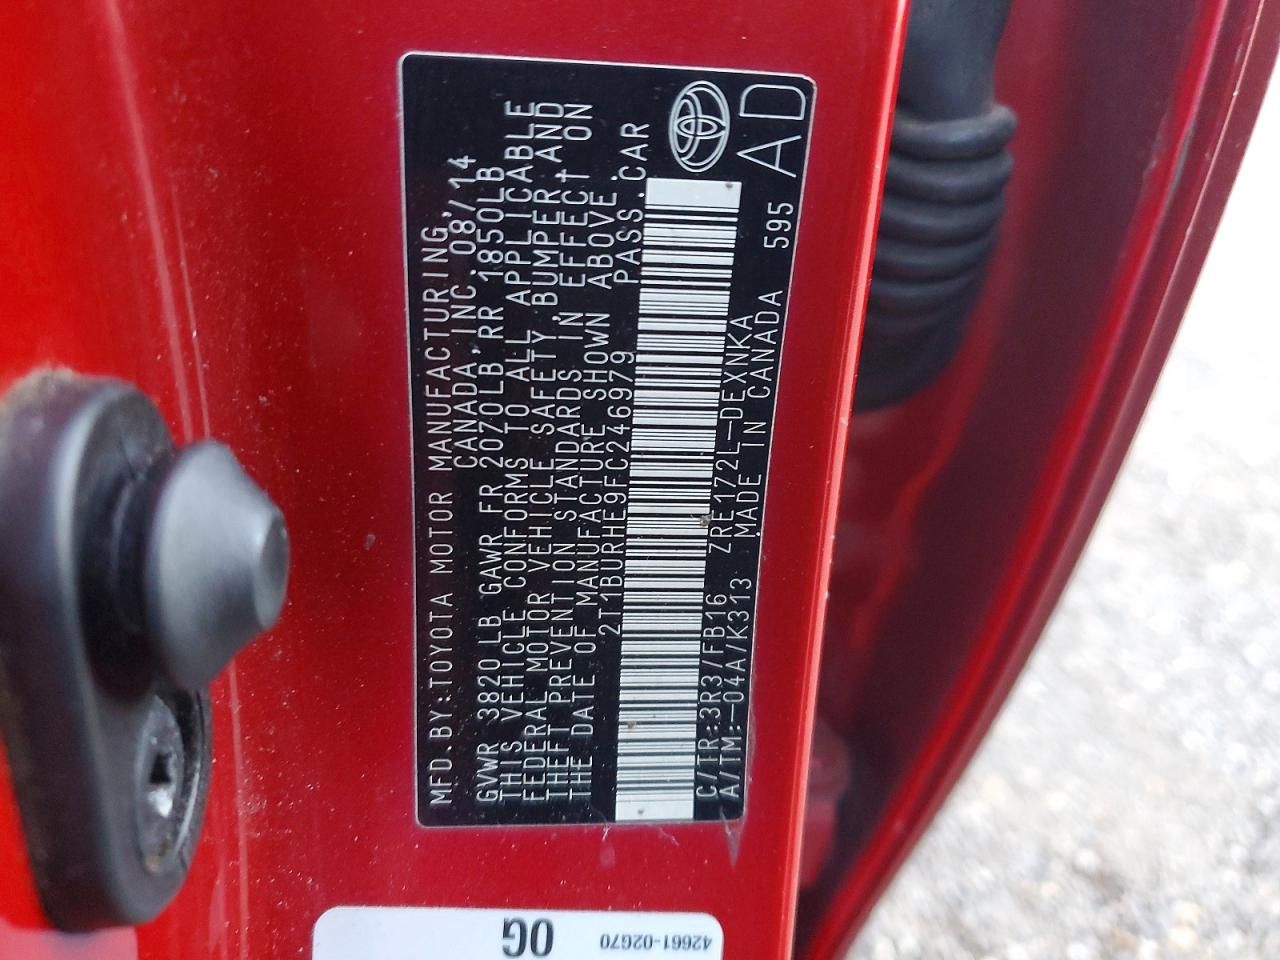 MFD.BY:TOYOTA MOTOR MANUFACTURING,
CANADA,INC.08/14
GVWR 3820 LB GAWR FR 2070LB RR 1850LB
THIS VEHICLE CONFORMS TO ALL APPLICABLE
FEDERAL MOTOR VEHICLE SAFETY,BUMPER,AND
THEFT PREVENTION STANDARDS IN EFFECT ON
THE DATE OF MANUFACTURE SHOWN ABOVE.
2T1BURHE9FC246979 PASS.CAR
C/TR:3R3/FB16 ZRE172L-DEXNKA
A/TM:-04A/K313 MADE IN CANADA 595
AD
0G
42661-02G70